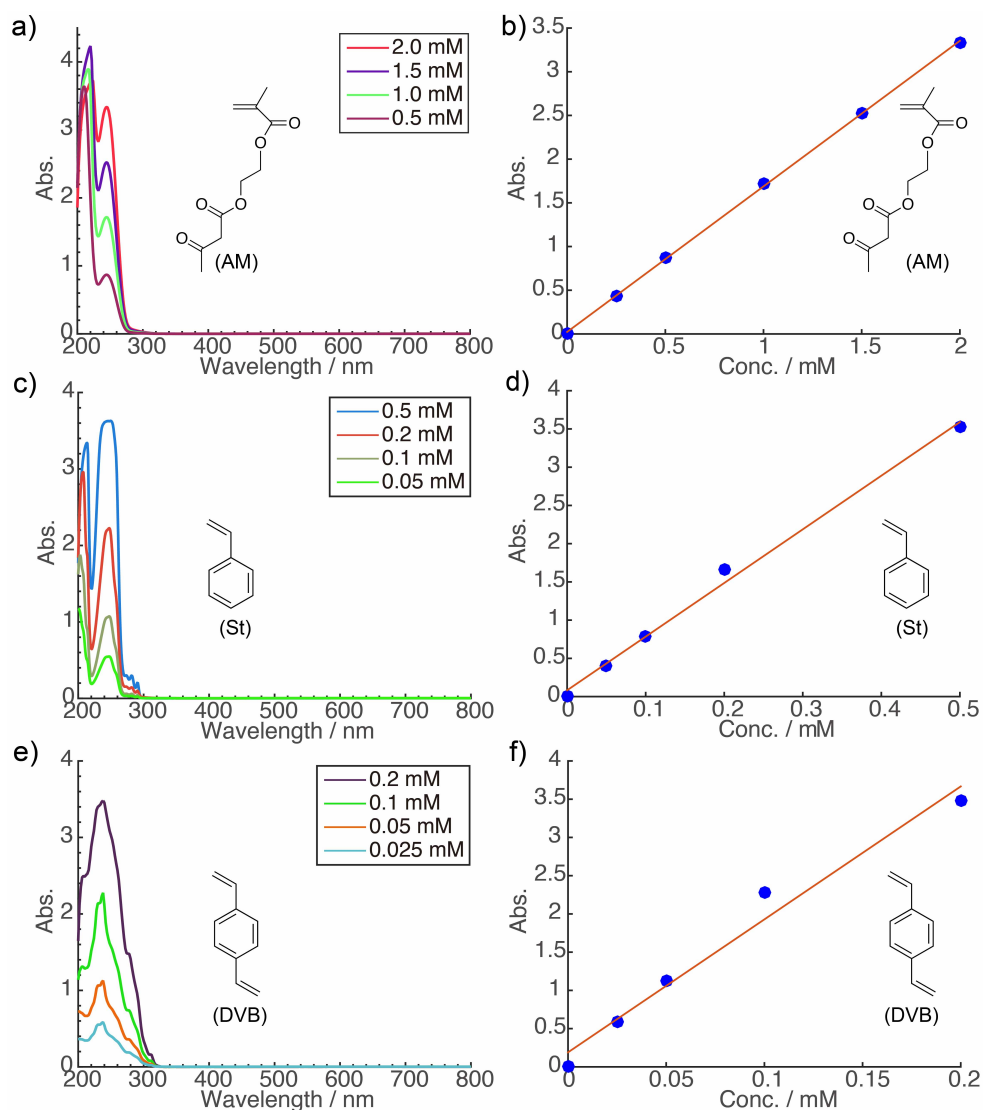 a)
4
3
2
1
0
200 300 400 500 600 700 800
Wavelength / nm
Abs.
2.0 mM
1.5 mM
1.0 mM
0.5 mM
O
O
O
O
O
(AM)
b)
3.5
3
2.5
2
1.5
1
0.5
0
0 0.5 1 1.5 2
Conc. / mM
Abs.
O
O
O
O
O
(AM)
c)
4
3
2
1
0
200 300 400 500 600 700 800
Wavelength / nm
Abs.
0.5 mM
0.2 mM
0.1 mM
0.05 mM
(St)
d)
4
3.5
3
2.5
2
1.5
1
0.5
0
0 0.1 0.2 0.3 0.4 0.5
Conc. / mM
Abs.
(St)
e)
4
3
2
1
0
200 300 400 500 600 700 800
Wavelength / nm
Abs.
0.2 mM
0.1 mM
0.05 mM
0.025 mM
(DVB)
f)
4
3.5
3
2.5
2
1.5
1
0.5
0
0 0.05 0.1 0.15 0.2
Conc. / mM
Abs.
(DVB)